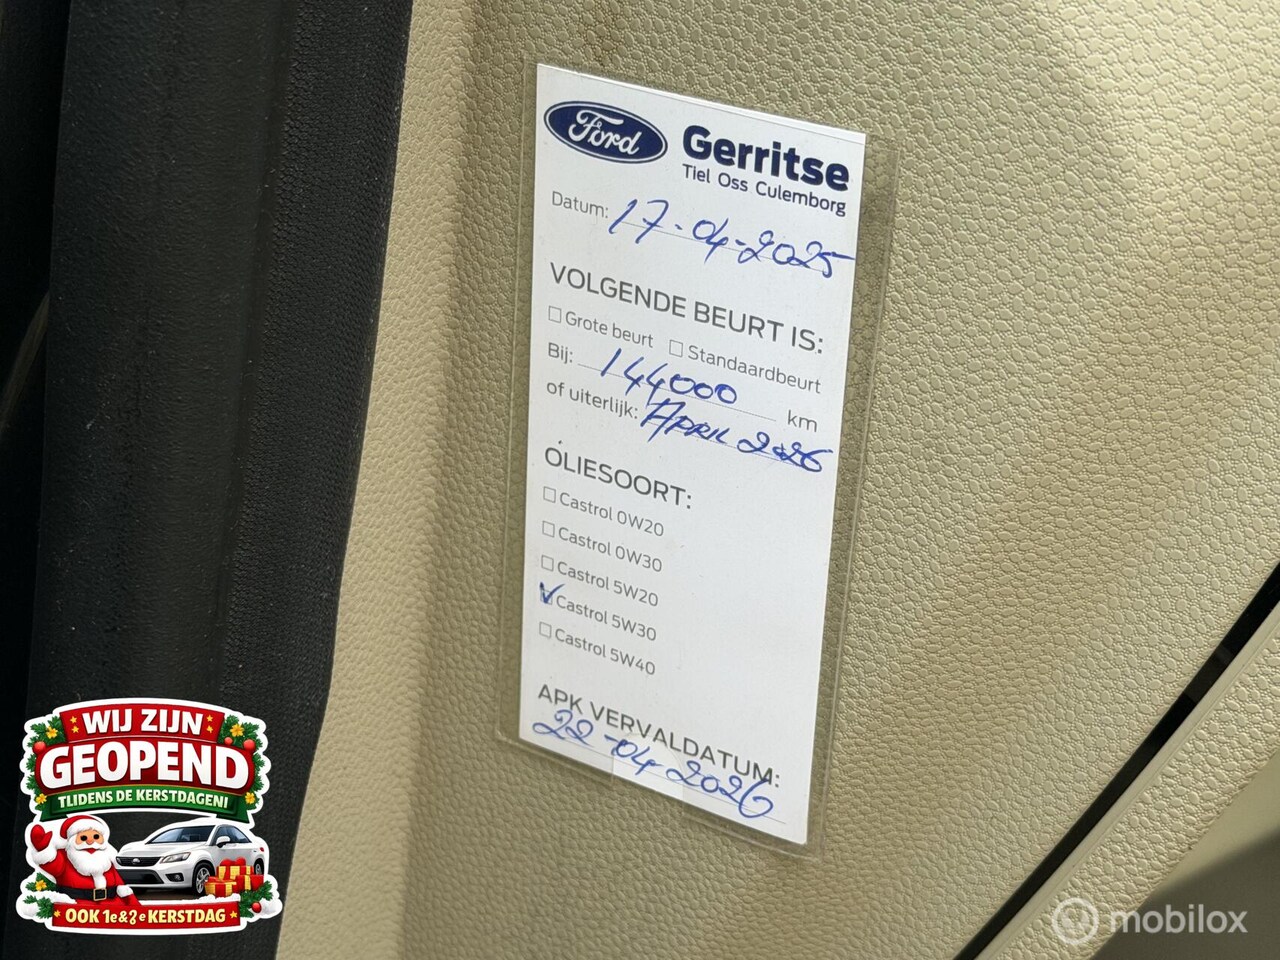 Ford
Gerritse
Tiel Oss Culemborg
Datum: 17-04-2025
VOLGENDE BEURT IS:
☐ Grote beurt ☐ Standaardbeurt
Bij: 144000 km
of uiterlijk: APRIL 2026
OLIESOORT:
☐ Castrol 0W20
☐ Castrol 0W30
☐ Castrol 5W20
☑ Castrol 5W30
☐ Castrol 5W40
APK VERVALDATUM:
22-04-2026
WIJ ZIJN
GEOPEND
TIJDENS DE KERSTDAGEN!
OOK 1e & 2e KERSTDAG
mobilox